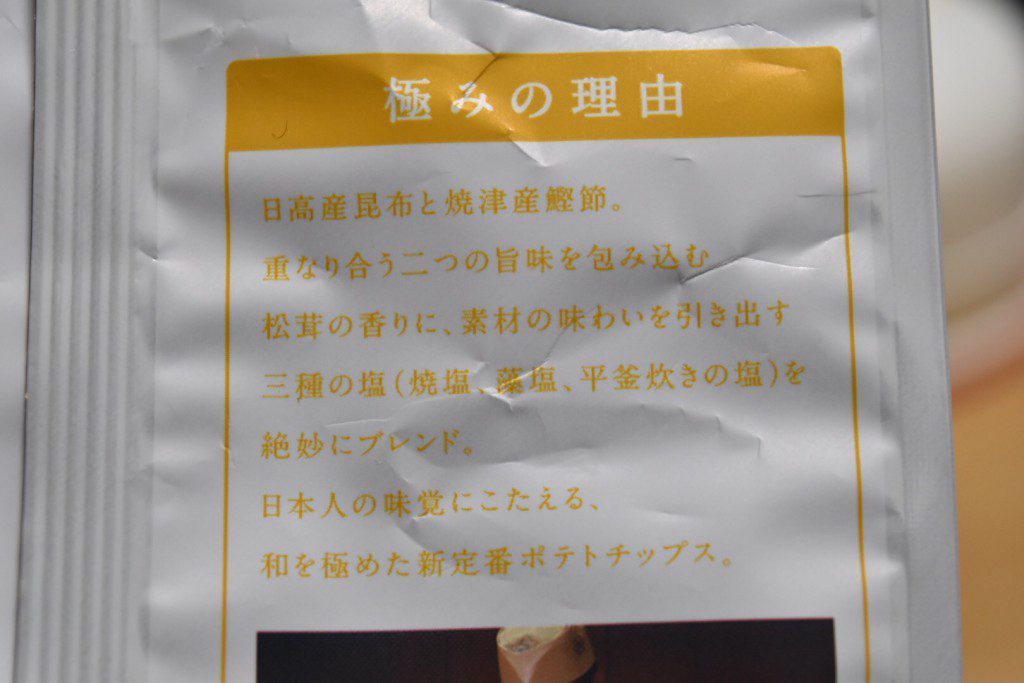 極みの理由
日高産昆布と焼津産鰹節。
重なり合う二つの旨味を包み込む
松茸の香りに、素材の味わいを引き出す
三種の塩(焼塩、藻塩、平釜炊きの塩)を
絶妙にブレンド。
日本人の味覚にこたえる、
和を極めた新定番ポテトチップス。